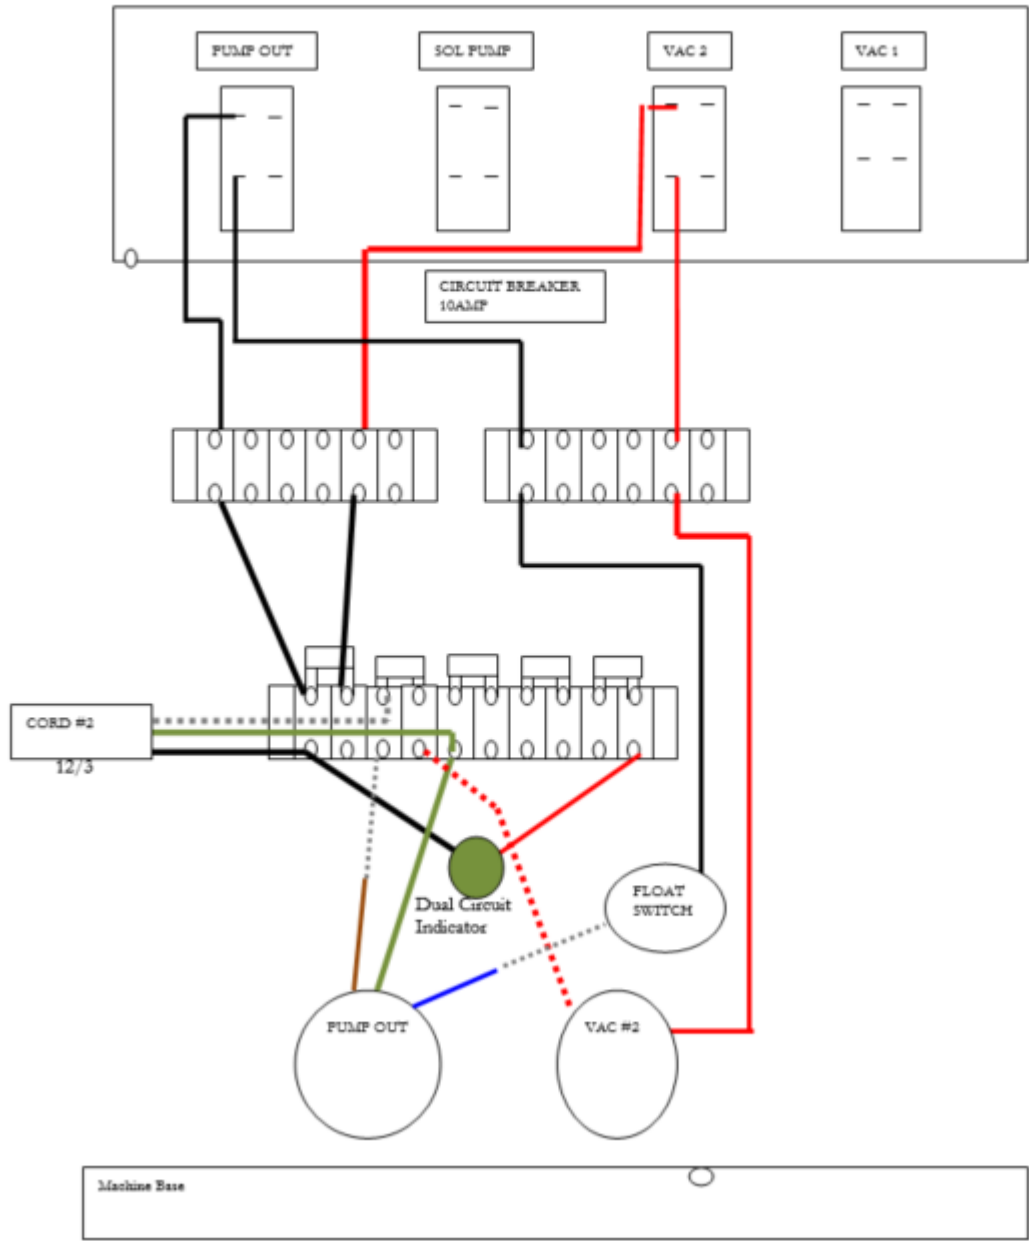 PUMP OUT
SOL PUMP
VAC 2
VAC 1
CIRCUIT BREAKER
10AMP
CORD #2
12/3
Dual Circuit
Indicator
FLOAT
SWITCH
PUMP OUT
VAC #2
Machine Base